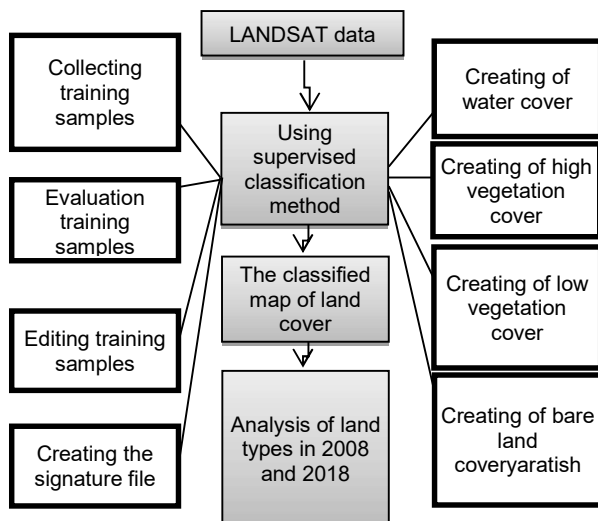 LANDSAT data
Collecting
training
samples
Evaluation
training
samples
Editing training
samples
Creating the
signature file
Using
supervised
classification
method
The classified
map of land
cover
Analysis of land
types in 2008
and 2018
Creating of
water cover
Creating of high
vegetation
cover
Creating of low
vegetation
cover
Creating of bare
land
coveryaratish